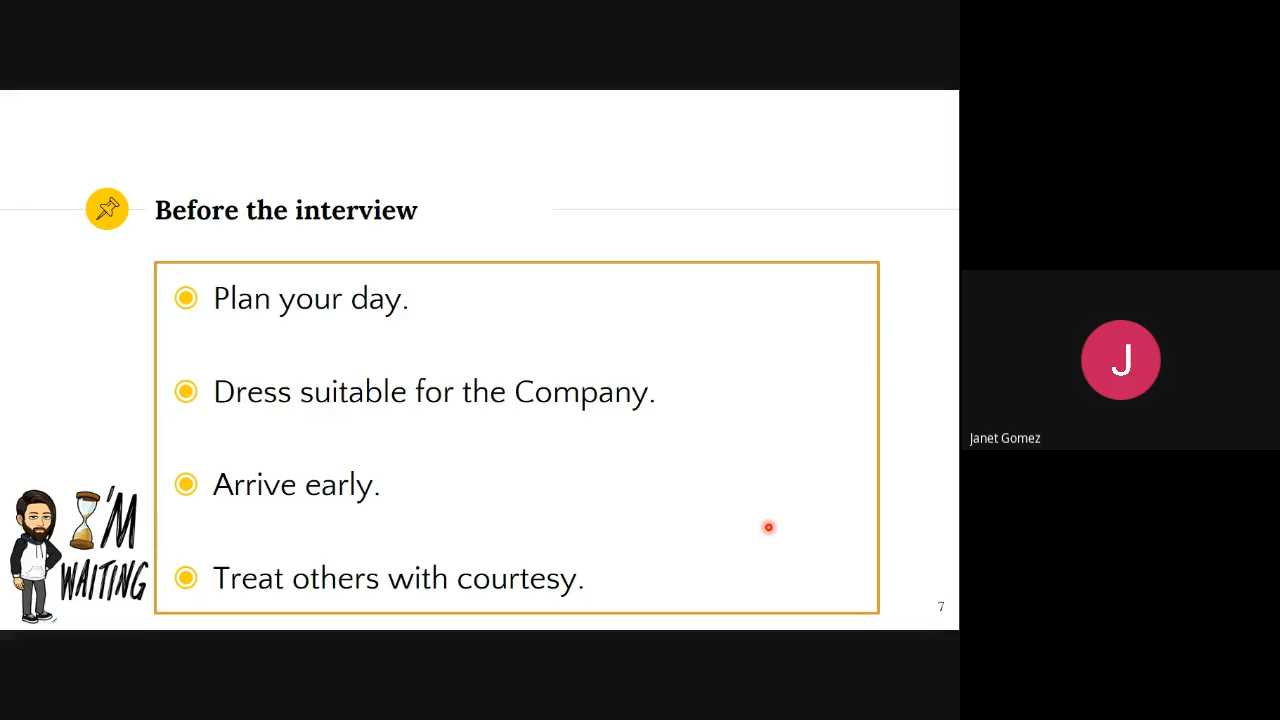 Before the interview
Plan your day.
Dress suitable for the Company.
Arrive early.
Treat others with courtesy.
I'M
WAITING
7
J
Janet Gomez